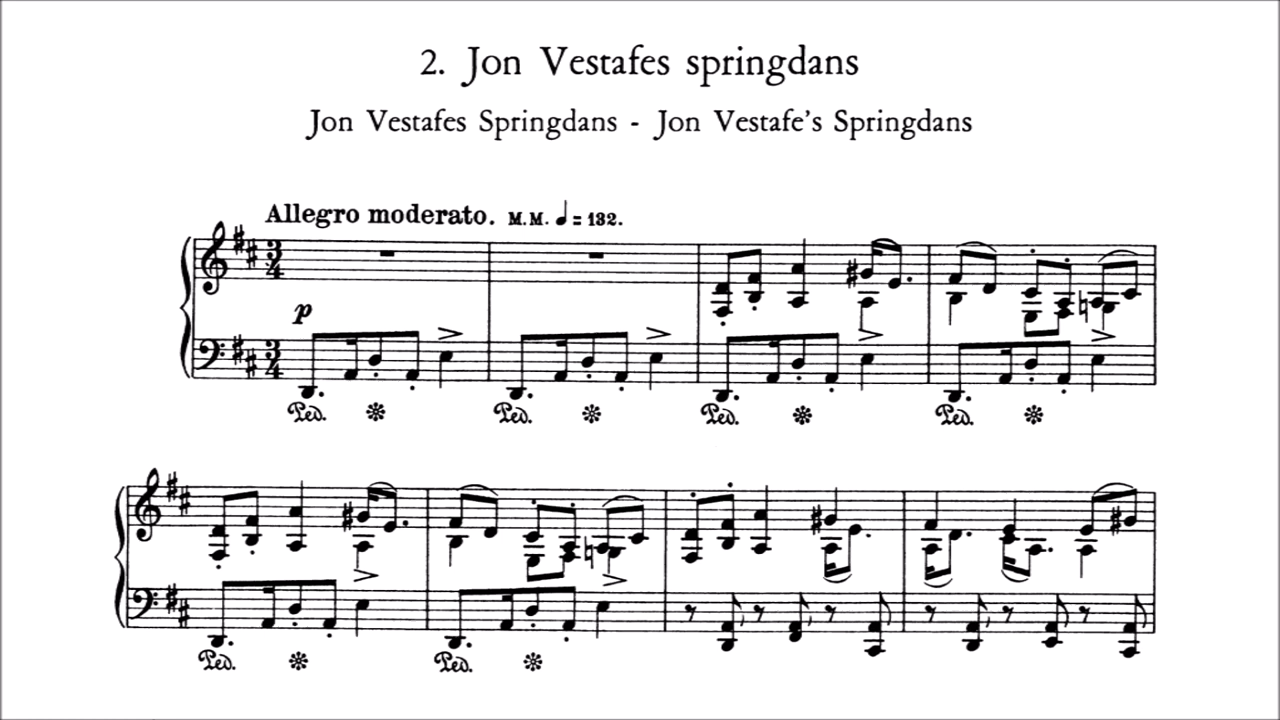 2. Jon Vestafes springdans
Jon Vestafes Springdans - Jon Vestafe's Springdans
Allegro moderato. M.M. ♩ = 132.
p
Ped. Ped. Ped. Ped.
Ped. Ped.